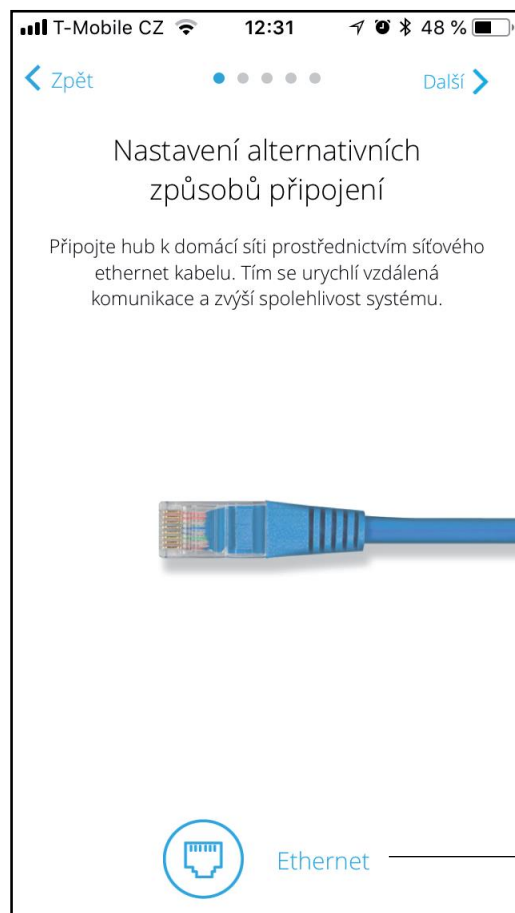 T-Mobile CZ 12:31 48 %
Zpět Další
Nastavení alternativních
způsobů připojení
Připojte hub k domácí síti prostřednictvím síťového
ethernet kabelu. Tím se urychlí vzdálená
komunikace a zvýší spolehlivost systému.
Ethernet